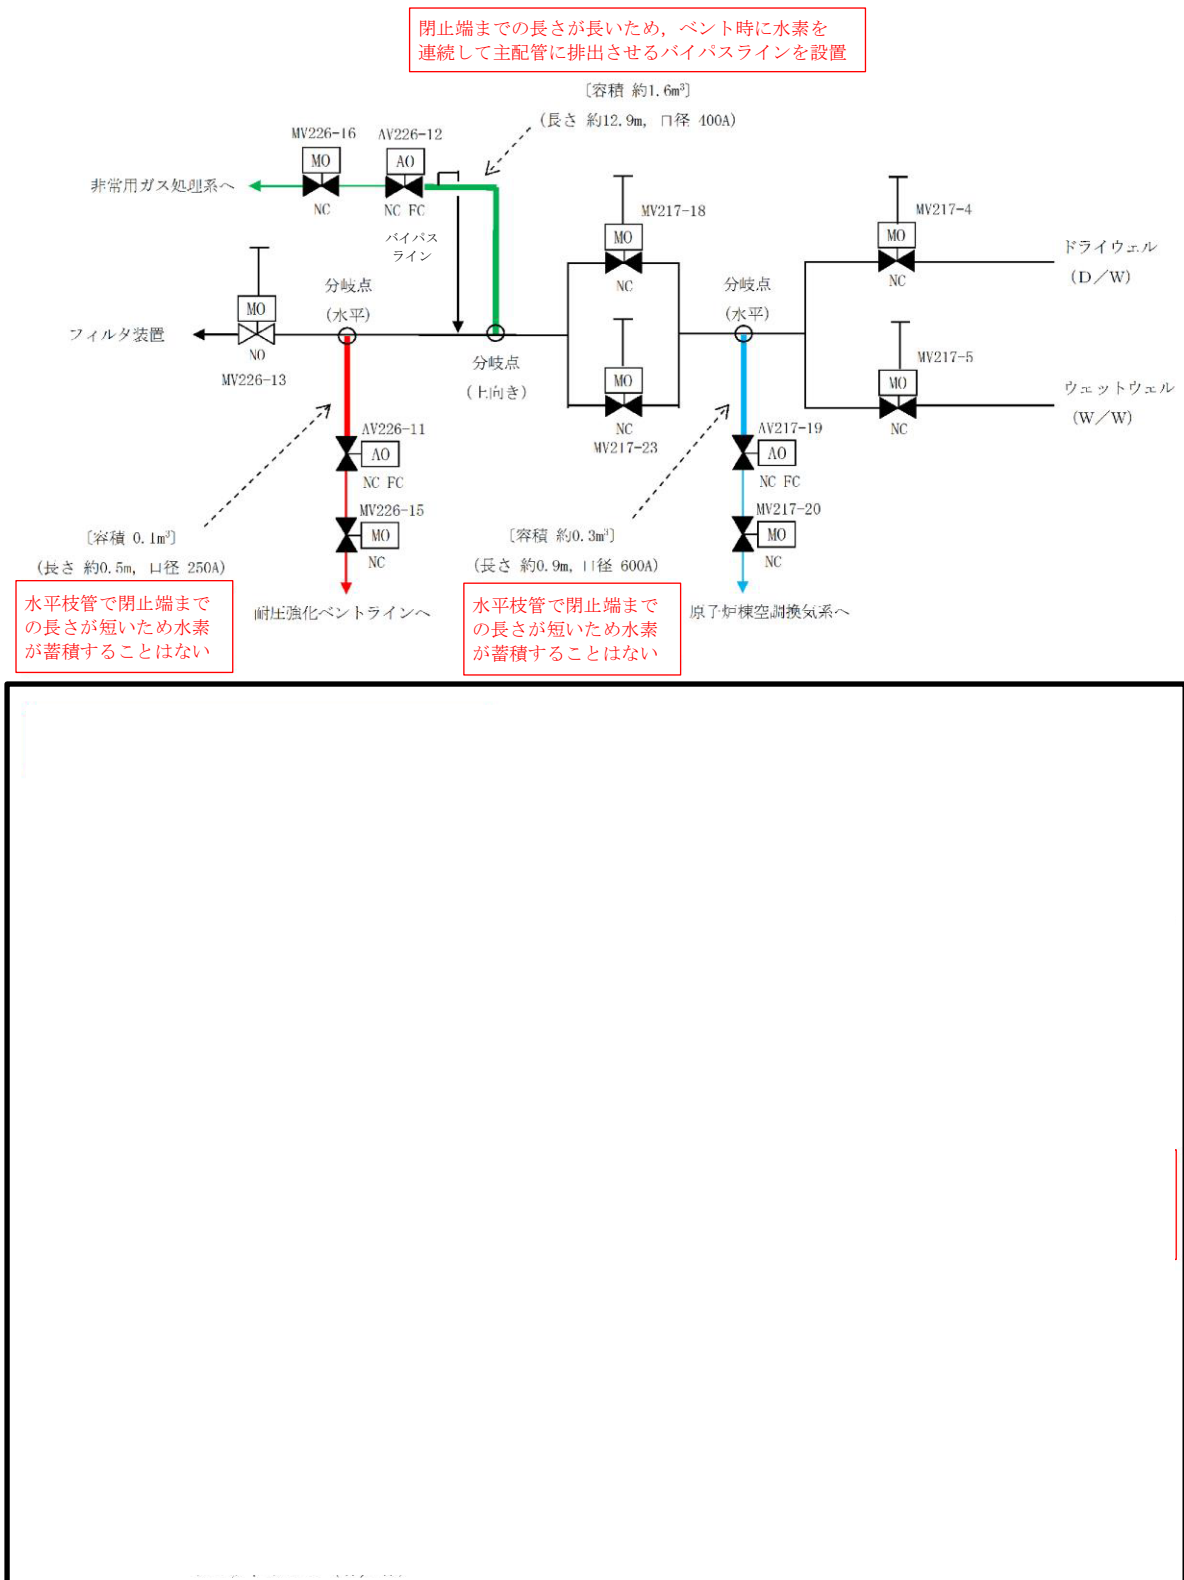 閉止端までの長さが長いため，ベント時に水素を
連続して主配管に排出させるバイパスラインを設置
〔容積 約1.6m³〕
(長さ 約12.9m, 口径 400A)
MV226-16
AV226-12
MO
AO
非常用ガス処理系へ
NC
NC FC
バイパス
ライン
MV217-18
MO
NC
MV217-4
MO
NC
ドライウェル
(D／W)
分岐点
(水平)
MO
フィルタ装置
NO
MV226-13
分岐点
(上向き)
MO
NC
MV217-23
分岐点
(水平)
MV217-5
MO
NC
ウェットウェル
(W／W)
AV226-11
AO
NC FC
MV226-15
MO
NC
AV217-19
AO
NC FC
MV217-20
MO
NC
〔容積 0.1m³〕
(長さ 約0.5m, 口径 250A)
〔容積 約0.3m³〕
(長さ 約0.9m, 口径 600A)
水平枝管で閉止端まで
の長さが短いため水素
が蓄積することはない
耐圧強化ベントラインへ
水平枝管で閉止端まで
の長さが短いため水素
が蓄積することはない
原子炉棟空調換気系へ